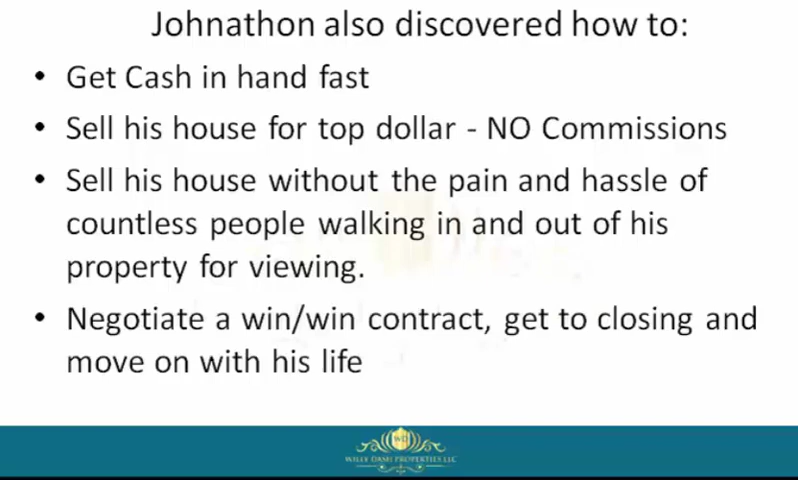 Johnathon also discovered how to:
• Get Cash in hand fast
• Sell his house for top dollar - NO Commissions
• Sell his house without the pain and hassle of
countless people walking in and out of his
property for viewing.
• Negotiate a win/win contract, get to closing and
move on with his life
PROPERTIES LLC